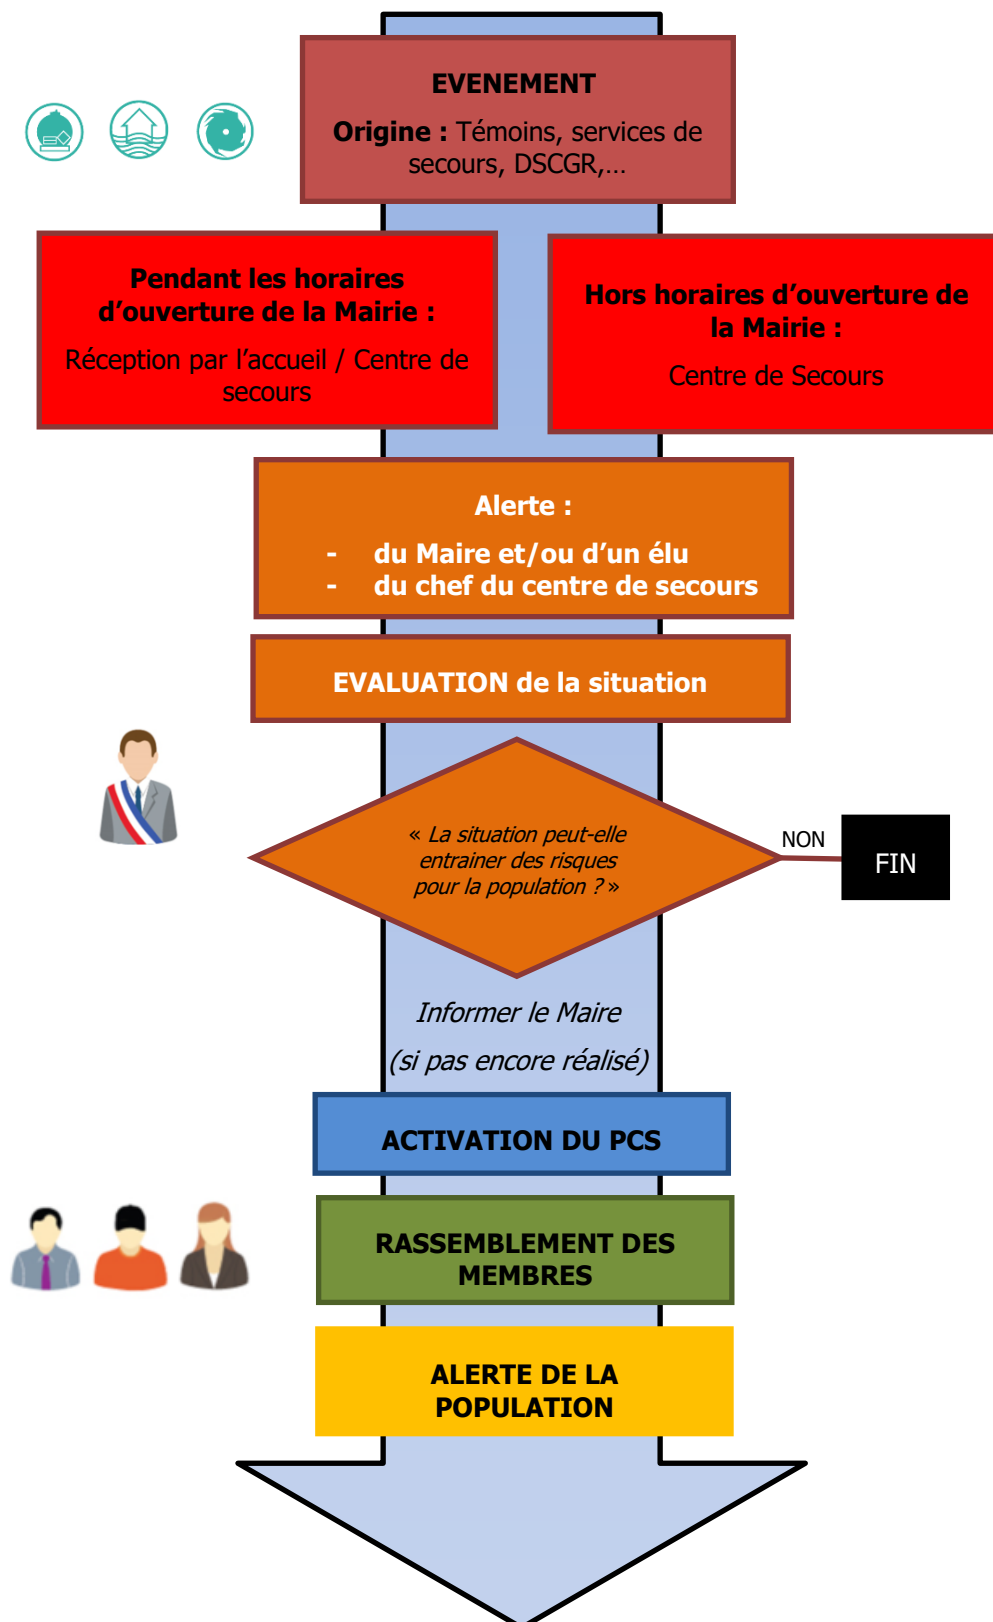 EVENEMENT
Origine : Témoins, services de
secours, DSCGR,…
Pendant les horaires
d’ouverture de la Mairie :
Réception par l’accueil / Centre de
secours
Hors horaires d’ouverture de
la Mairie :
Centre de Secours
Alerte :
- du Maire et/ou d’un élu
- du chef du centre de secours
EVALUATION de la situation
« La situation peut-elle
entrainer des risques
pour la population ? »
NON
FIN
Informer le Maire
(si pas encore réalisé)
ACTIVATION DU PCS
RASSEMBLEMENT DES
MEMBRES
ALERTE DE LA
POPULATION